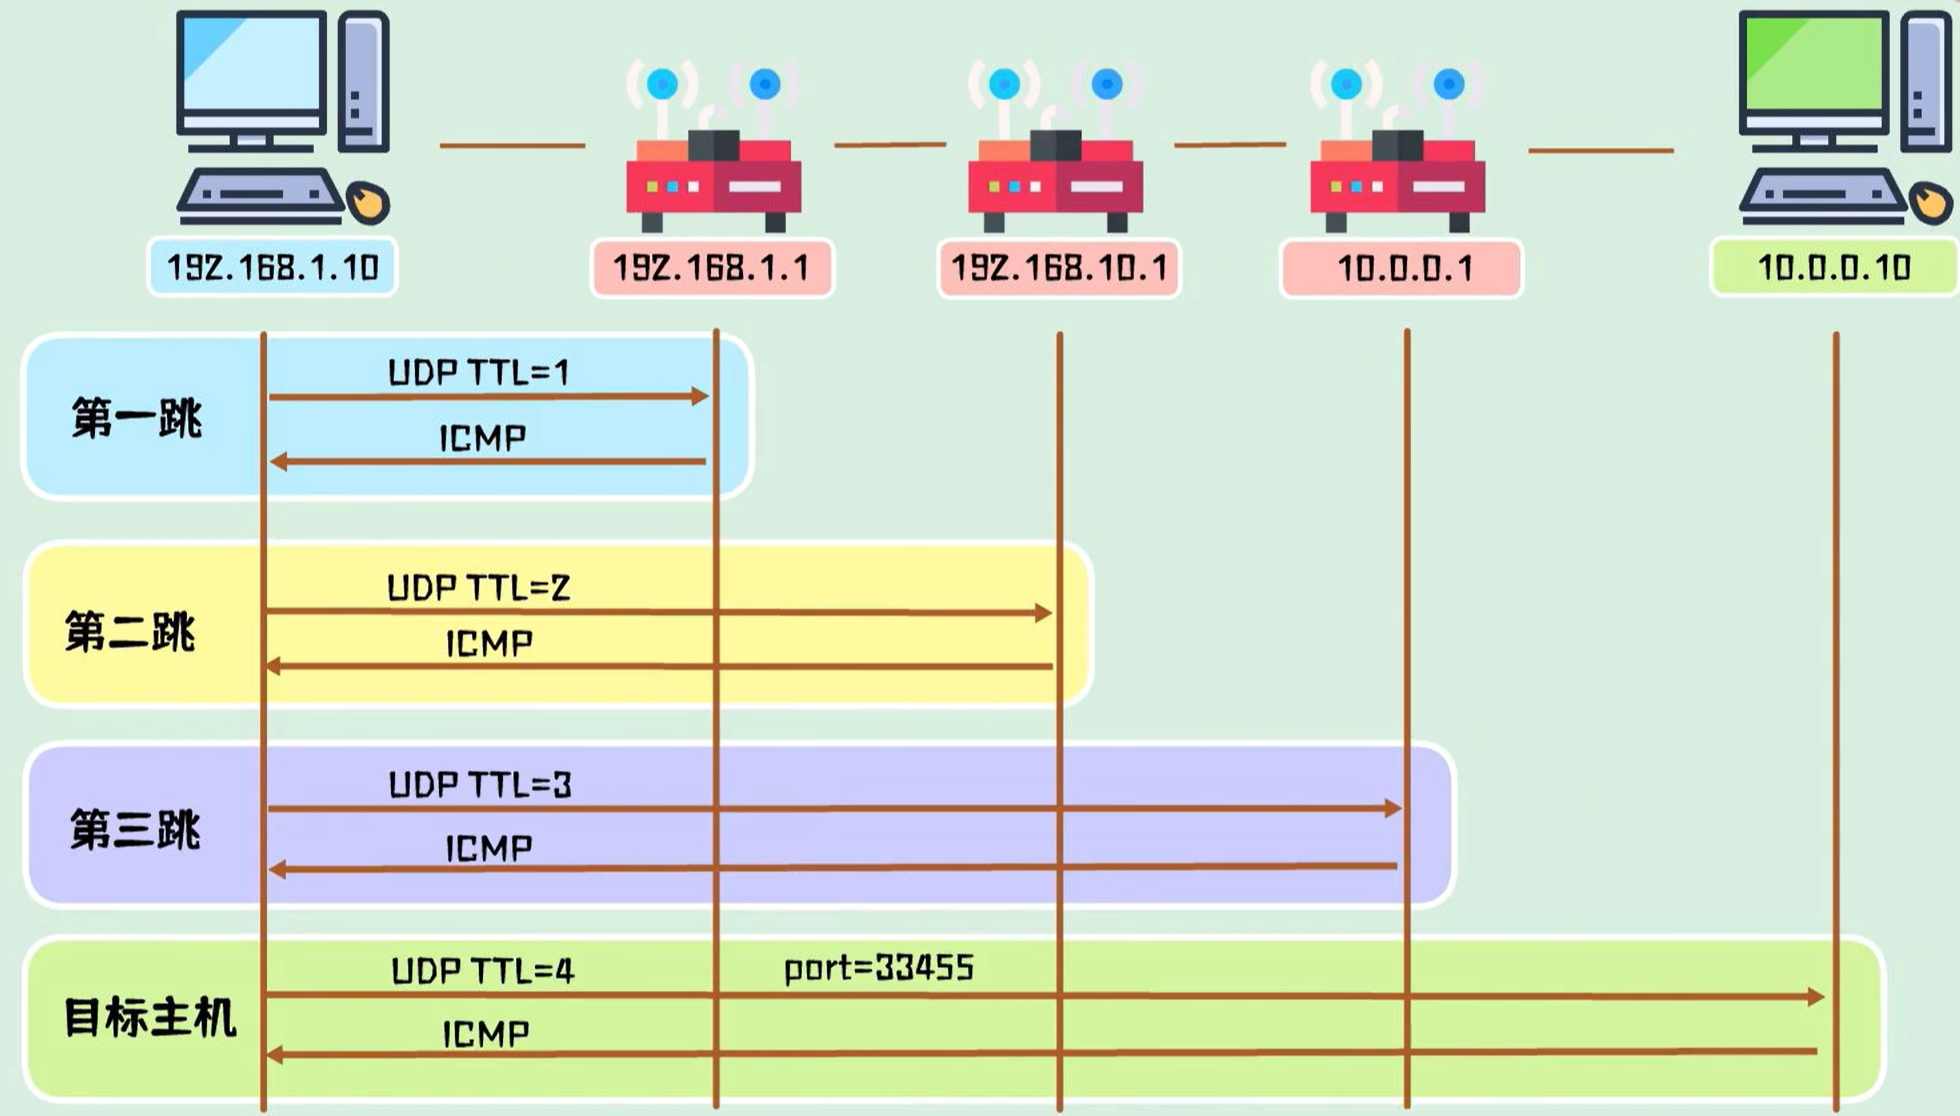 192.168.1.10
192.168.1.1
192.168.10.1
10.0.0.1
10.0.0.10
第一跳
UDP TTL=1
ICMP
第二跳
UDP TTL=2
ICMP
第三跳
UDP TTL=3
ICMP
目标主机
UDP TTL=4
port=33455
ICMP